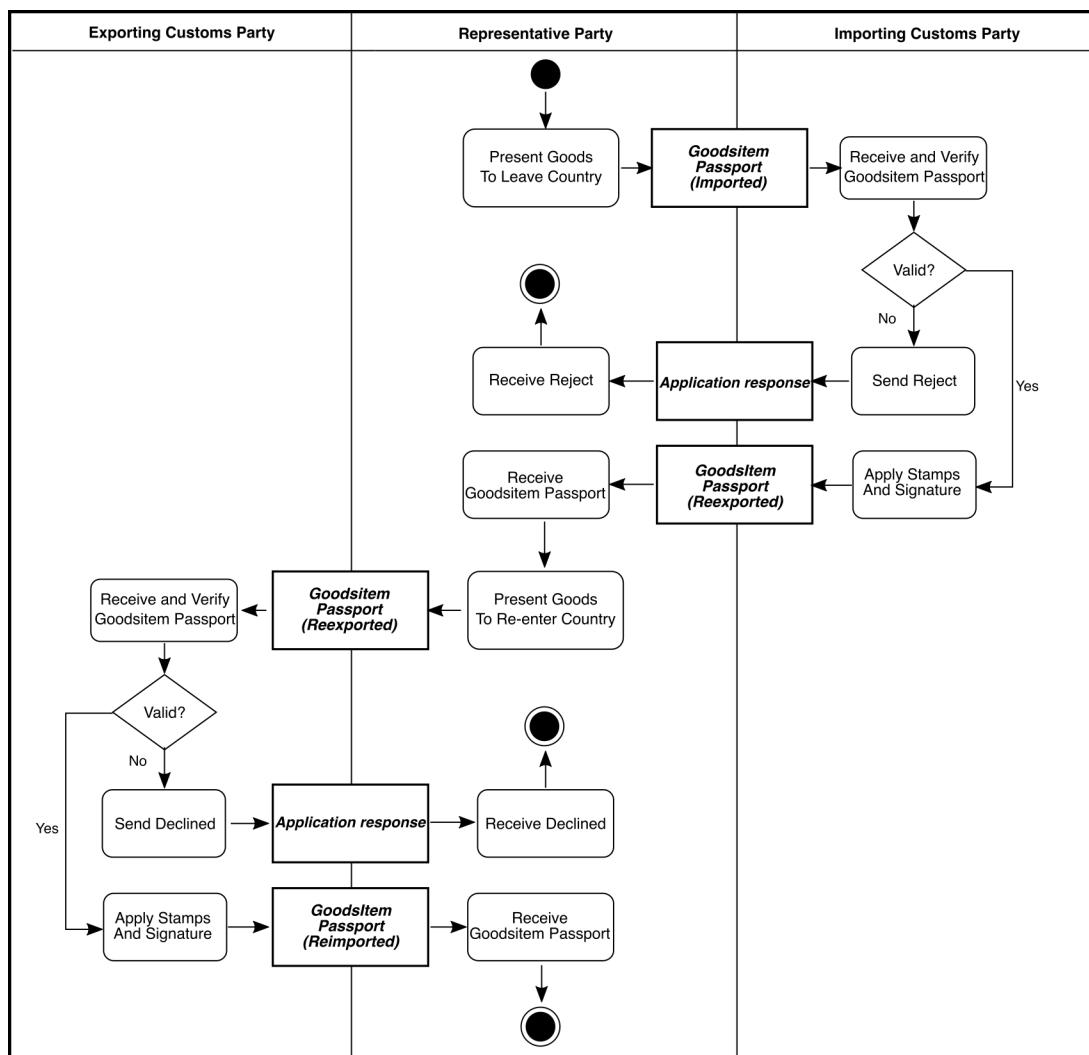 Exporting Customs Party
Representative Party
Importing Customs Party
Present Goods
To Leave Country
Goodsitem
Passport
(Imported)
Receive and Verify
Goodsitem Passport
Valid?
No
Yes
Receive Reject
Application response
Send Reject
Receive
Goodsitem Passport
GoodsItem
Passport
(Reexported)
Apply Stamps
And Signature
Receive and Verify
Goodsitem Passport
Goodsitem
Passport
(Reexported)
Present Goods
To Re-enter Country
Valid?
No
Yes
Send Declined
Application response
Receive Declined
Apply Stamps
And Signature
GoodsItem
Passport
(Reimported)
Receive
Goodsitem Passport